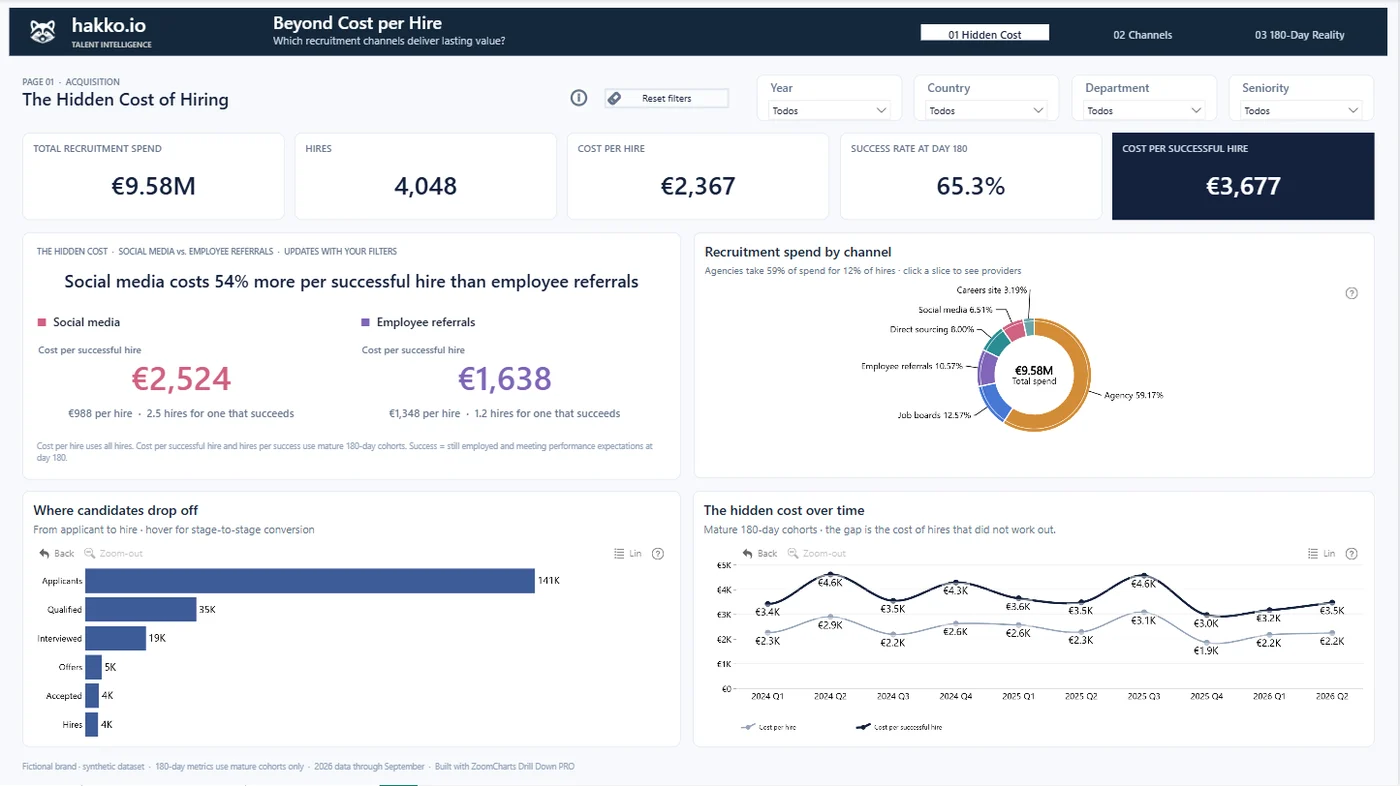 hakko.io
TALENT INTELLIGENCE
Beyond Cost per Hire
Which recruitment channels deliver lasting value?
01 Hidden Cost
02 Channels
03 180-Day Reality
PAGE 01 · ACQUISITION
The Hidden Cost of Hiring
Reset filters
Year
Todos
Country
Todos
Department
Todos
Seniority
Todos
TOTAL RECRUITMENT SPEND
€9.58M
HIRES
4,048
COST PER HIRE
€2,367
SUCCESS RATE AT DAY 180
65.3%
COST PER SUCCESSFUL HIRE
€3,677
THE HIDDEN COST · SOCIAL MEDIA vs. EMPLOYEE REFERRALS · UPDATES WITH YOUR FILTERS
Social media costs 54% more per successful hire than employee referrals
Social media
Cost per successful hire
€2,524
€988 per hire · 2.5 hires for one that succeeds
Employee referrals
Cost per successful hire
€1,638
€1,348 per hire · 1.2 hires for one that succeeds
Cost per hire uses all hires. Cost per successful hire and hires per success use mature 180-day cohorts. Success = still employed and meeting performance expectations at
day 180.
Recruitment spend by channel
Agencies take 59% of spend for 12% of hires · click a slice to see providers
?
Careers site 3.19%
Social media 6.51%
Direct sourcing 8.00%
Employee referrals 10.57%
Job boards 12.57%
Agency 59.17%
€9.58M
Total spend
Where candidates drop off
From applicant to hire · hover for stage-to-stage conversion
Back
Zoom-out
Lin
?
Applicants 141K
Qualified 35K
Interviewed 19K
Offers 5K
Accepted 4K
Hires 4K
The hidden cost over time
Mature 180-day cohorts · the gap is the cost of hires that did not work out.
Back
Zoom-out
Lin
?
€5K
€4K
€3K
€2K
€1K
€0
€3.4K
€4.6K
€3.5K
€4.3K
€3.6K
€3.5K
€4.6K
€3.0K
€3.2K
€3.5K
€2.3K
€2.9K
€2.2K
€2.6K
€2.6K
€2.3K
€3.1K
€1.9K
€2.2K
€2.2K
2024 Q1
2024 Q2
2024 Q3
2024 Q4
2025 Q1
2025 Q2
2025 Q3
2025 Q4
2026 Q1
2026 Q2
Cost per hire
Cost per successful hire
Fictional brand · synthetic dataset · 180-day metrics use mature cohorts only · 2026 data through September · Built with ZoomCharts Drill Down PRO